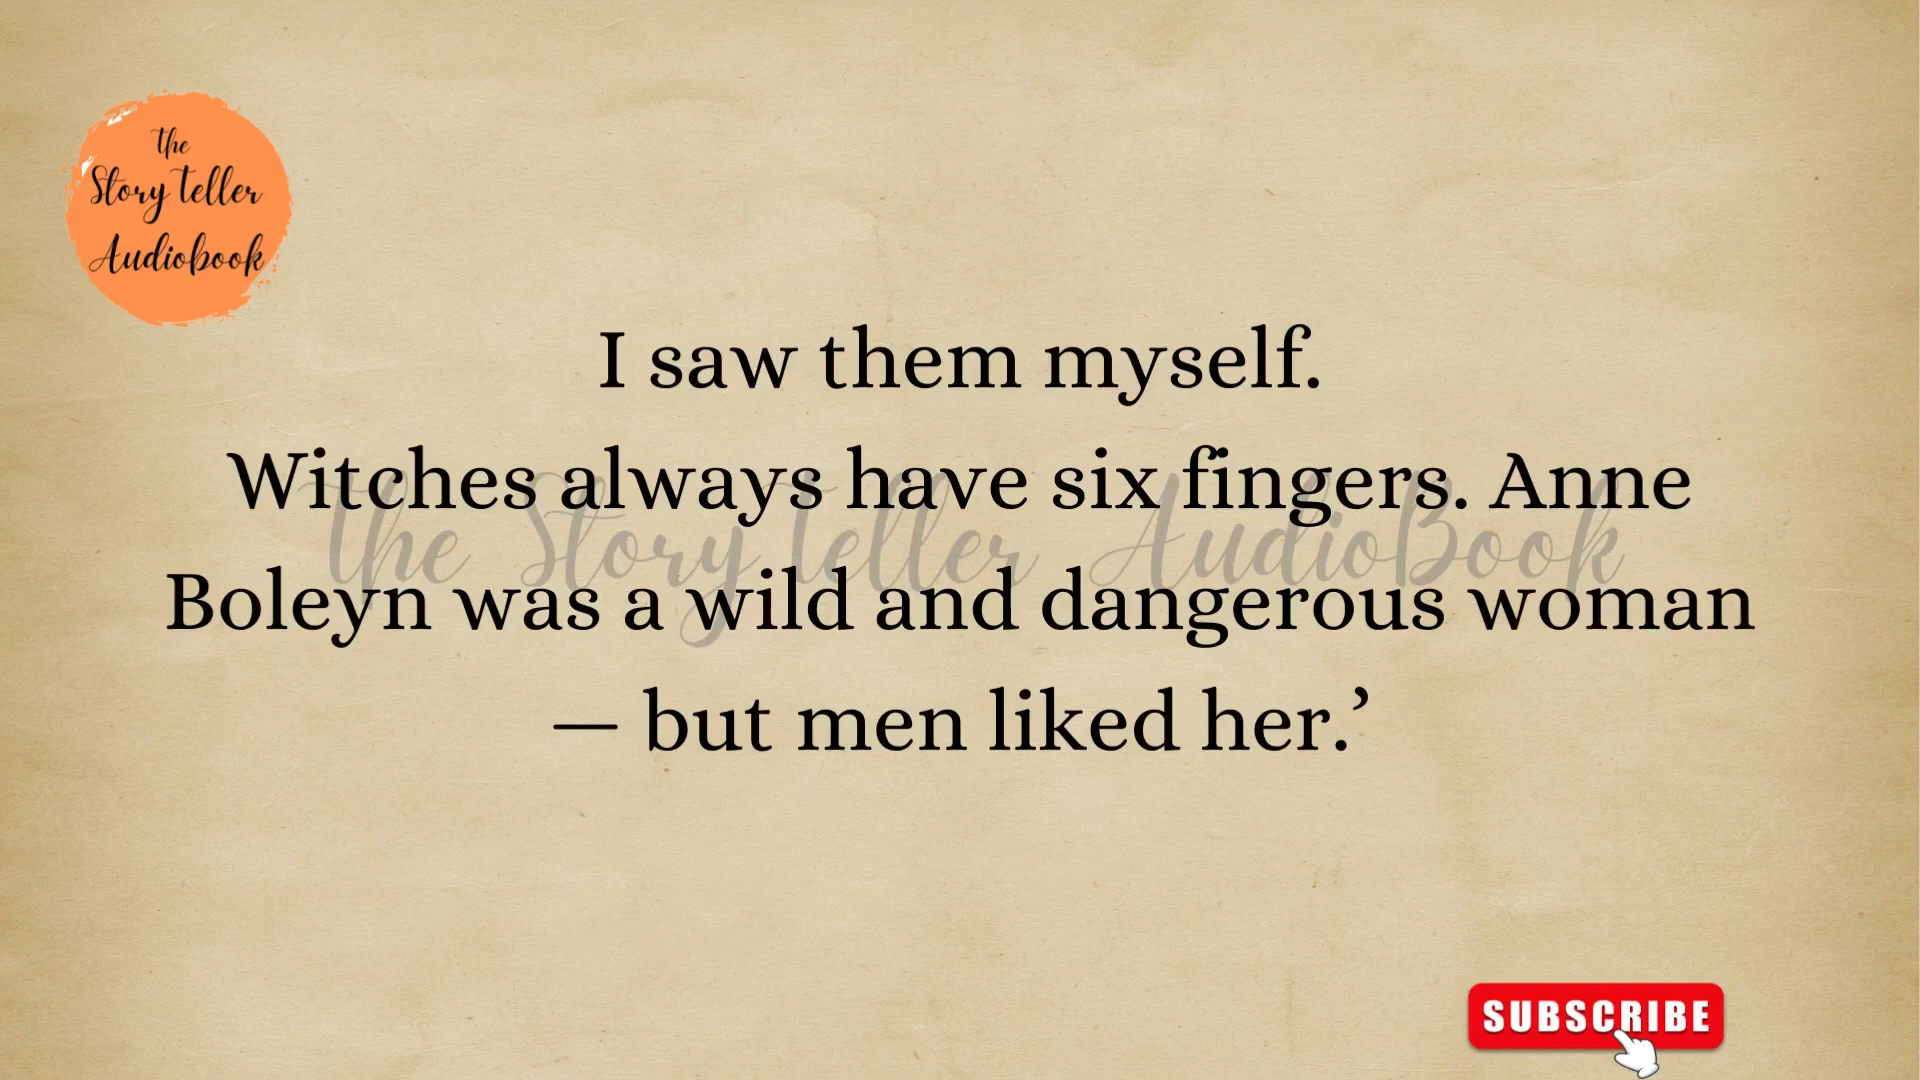 the
Story Teller
Audiobook
I saw them myself.
Witches always have six fingers. Anne
the Story Teller AudioBook
Boleyn was a wild and dangerous woman
— but men liked her.’
SUBSCRIBE